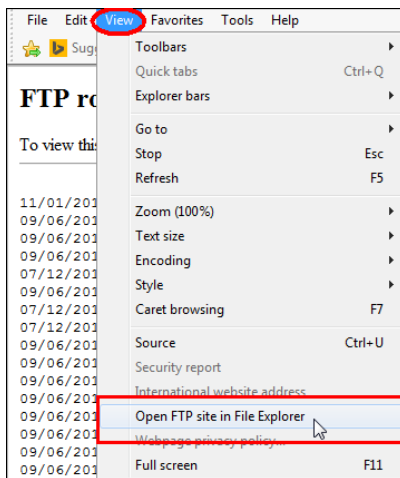 File Edit View Favorites Tools Help
Toolbars
Quick tabs Ctrl+Q
Explorer bars
FTP
To view
Go to
Stop Esc
Refresh F5
11/01/201
Zoom (100%)
09/06/201
Text size
09/06/201
Encoding
09/06/201
07/12/201
Style
09/06/201
Caret browsing F7
07/12/201
07/12/201
Source Ctrl+U
09/06/201
09/06/201
Security report
09/06/201
International website address
09/06/201
Open FTP site in File Explorer
09/06/201
09/06/201
Webpage privacy policy...
09/06/201
Full screen F11
09/06/201